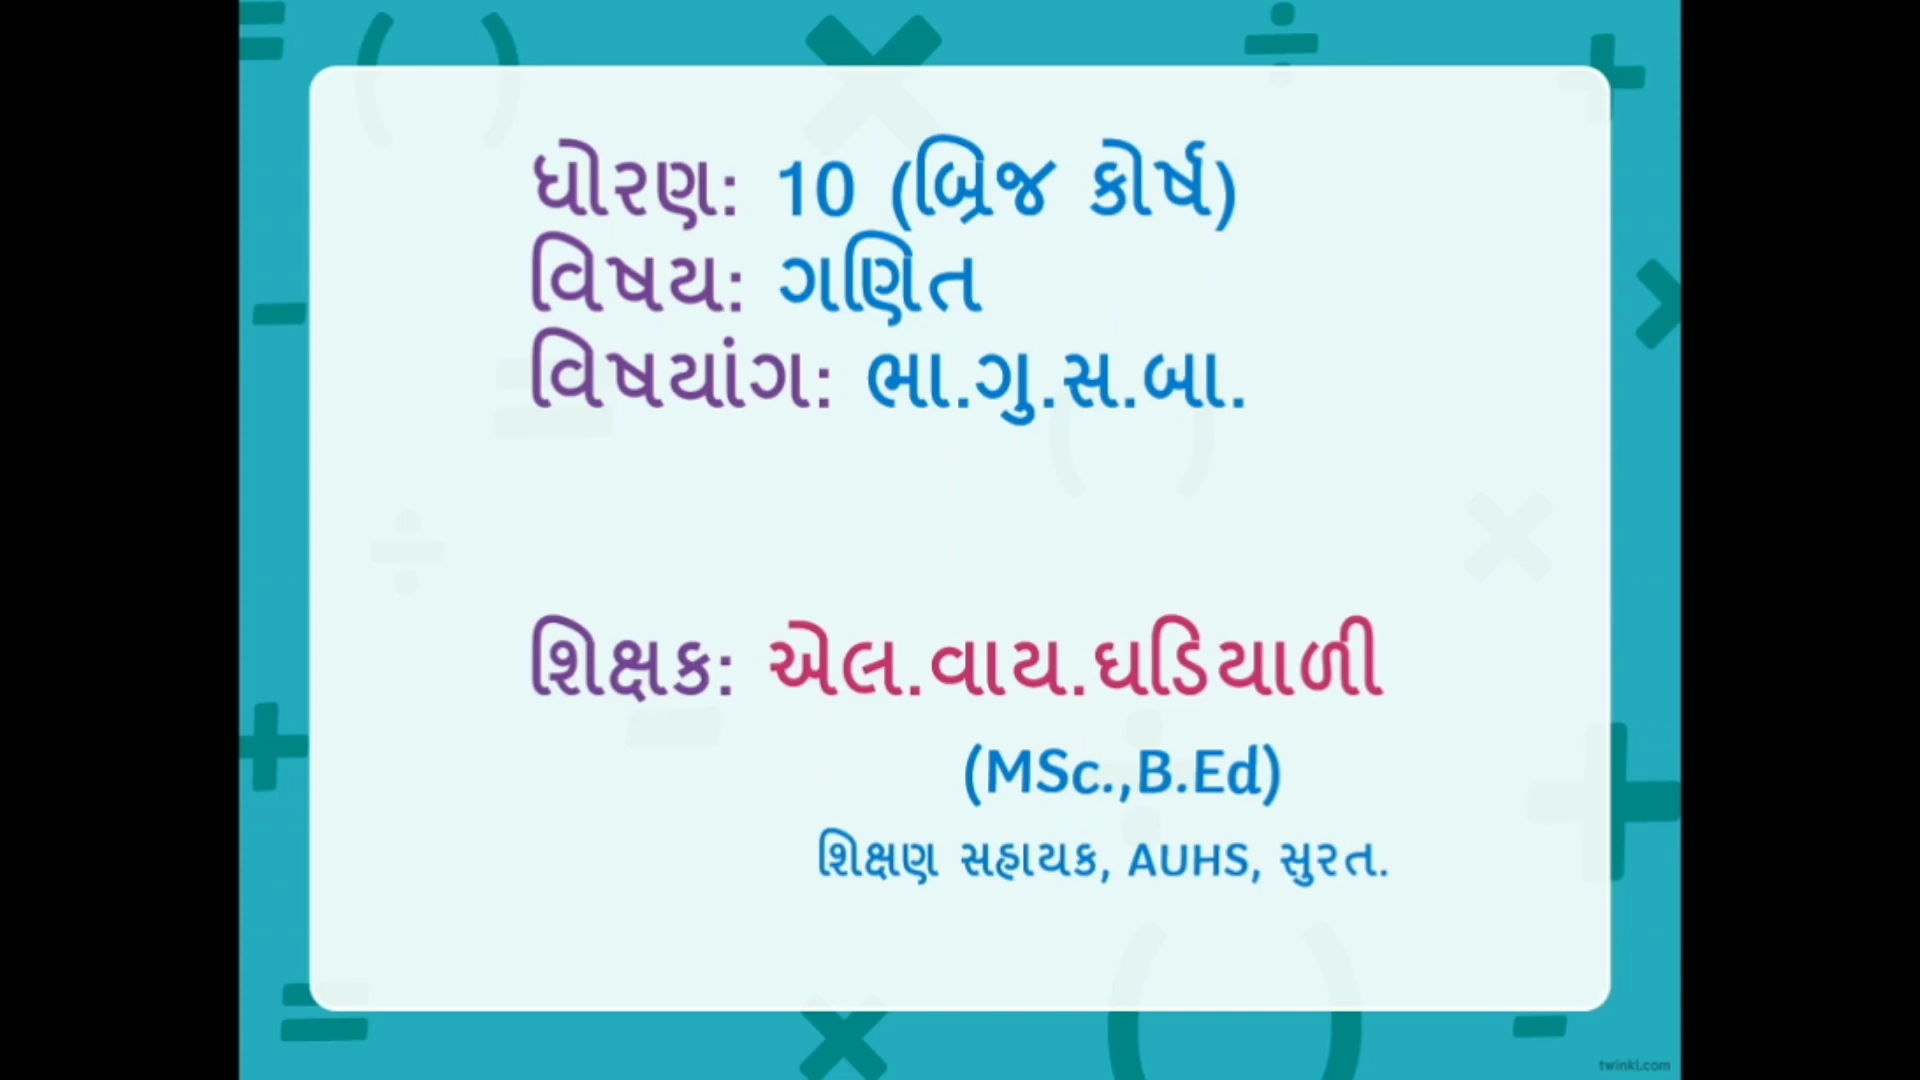 ધોરણ: 10 (બ્રિજ કોર્ષ)
વિષય: ગણિત
વિષયાંગ: ભા.ગુ.સ.બા.
શિક્ષક: એલ.વાય.ઘડિયાળી
(MSc.,B.Ed)
શિક્ષણ સહાયક, AUHS, સુરત.
twinkl.com